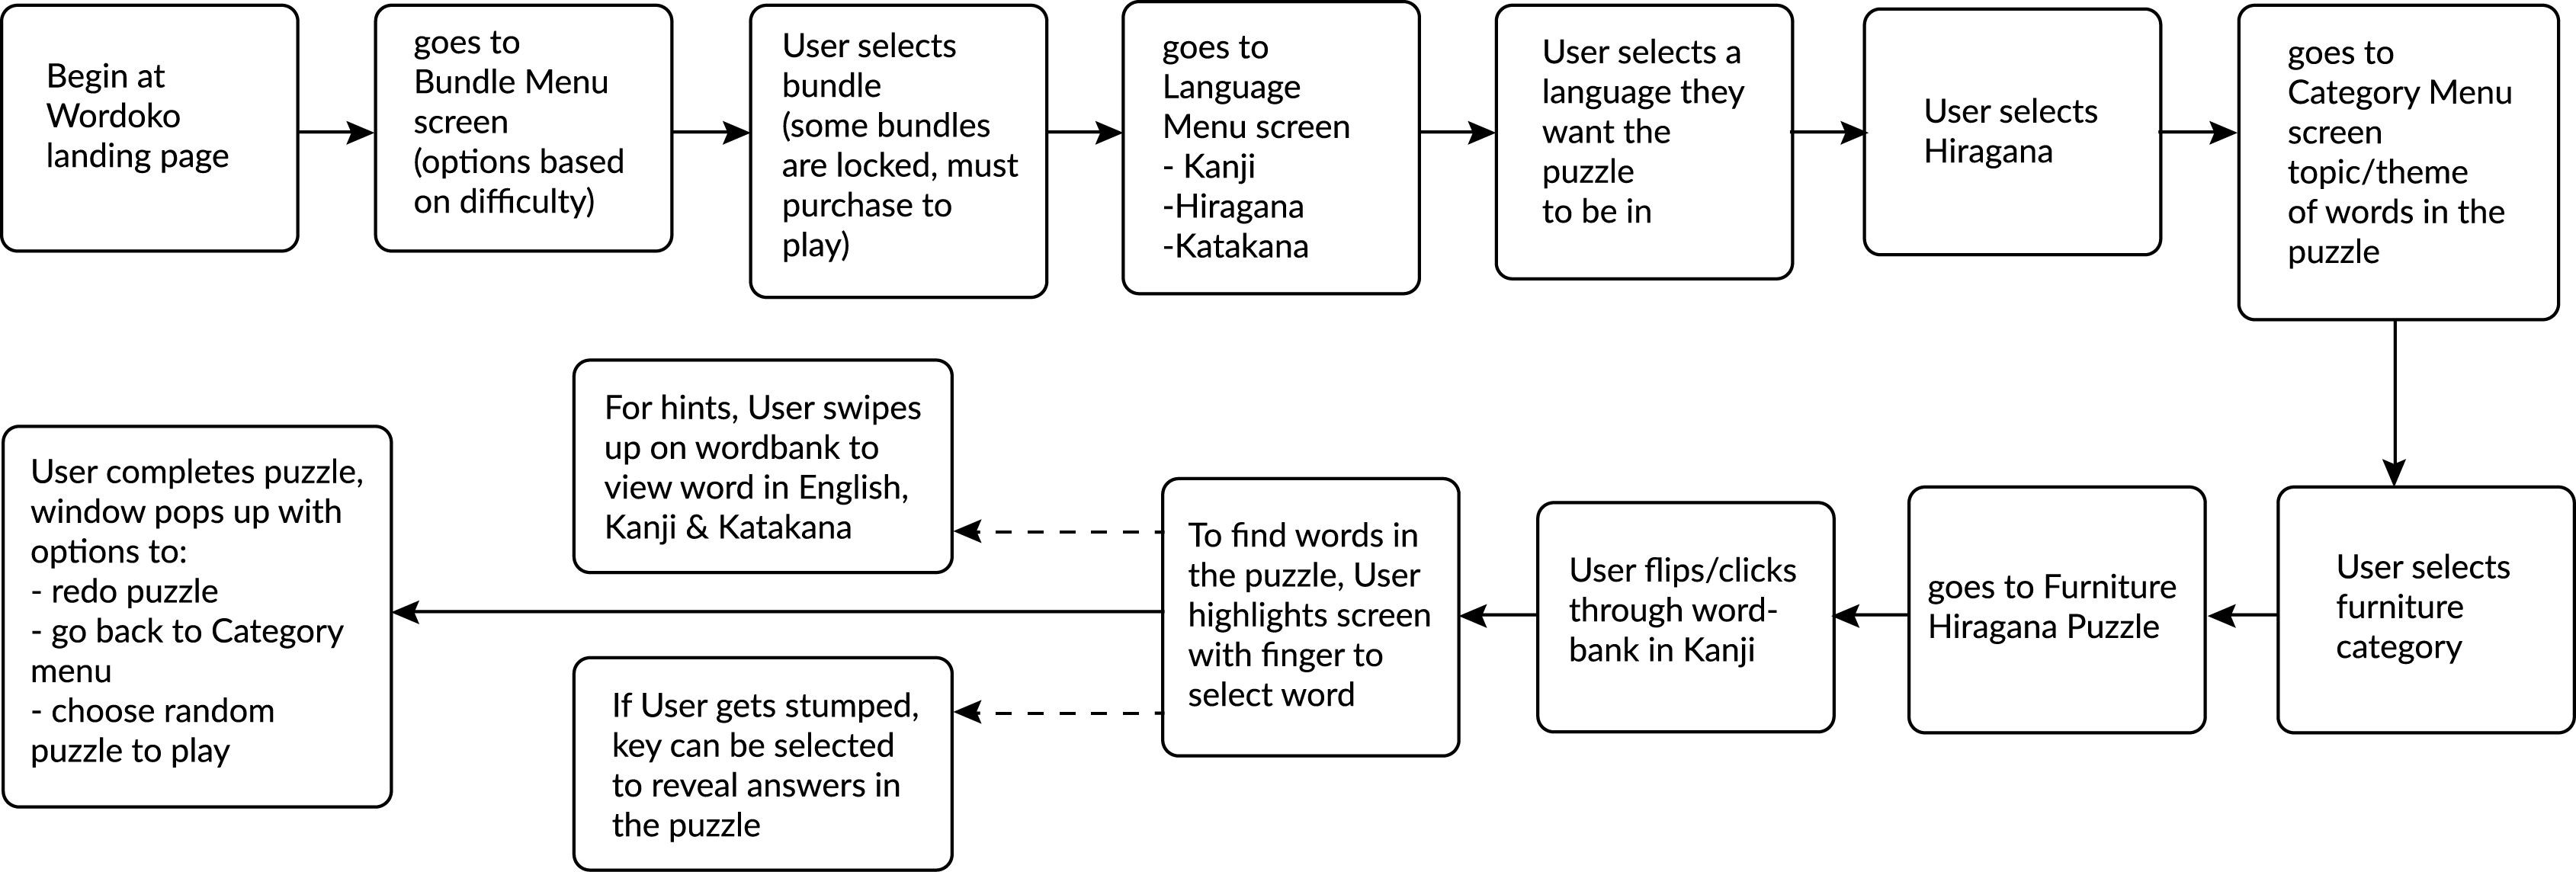 Begin at
Wordoko
landing page
goes to
Bundle Menu
screen
(options based
on difficulty)
User selects
bundle
(some bundles
are locked, must
purchase to
play)
goes to
Language
Menu screen
- Kanji
-Hiragana
-Katakana
User selects a
language they
want the
puzzle
to be in
User selects
Hiragana
goes to
Category Menu
screen
topic/theme
of words in the
puzzle
User selects
furniture
category
goes to Furniture
Hiragana Puzzle
User flips/clicks
through word-
bank in Kanji
To find words in
the puzzle, User
highlights screen
with finger to
select word
For hints, User swipes
up on wordbank to
view word in English,
Kanji & Katakana
If User gets stumped,
key can be selected
to reveal answers in
the puzzle
User completes puzzle,
window pops up with
options to:
- redo puzzle
- go back to Category
menu
- choose random
puzzle to play